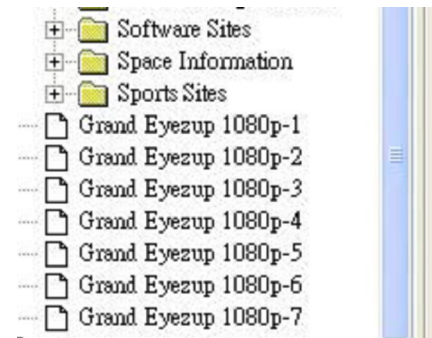 Software Sites
Space Information
Sports Sites
Grand Eyezup 1080p-1
Grand Eyezup 1080p-2
Grand Eyezup 1080p-3
Grand Eyezup 1080p-4
Grand Eyezup 1080p-5
Grand Eyezup 1080p-6
Grand Eyezup 1080p-7